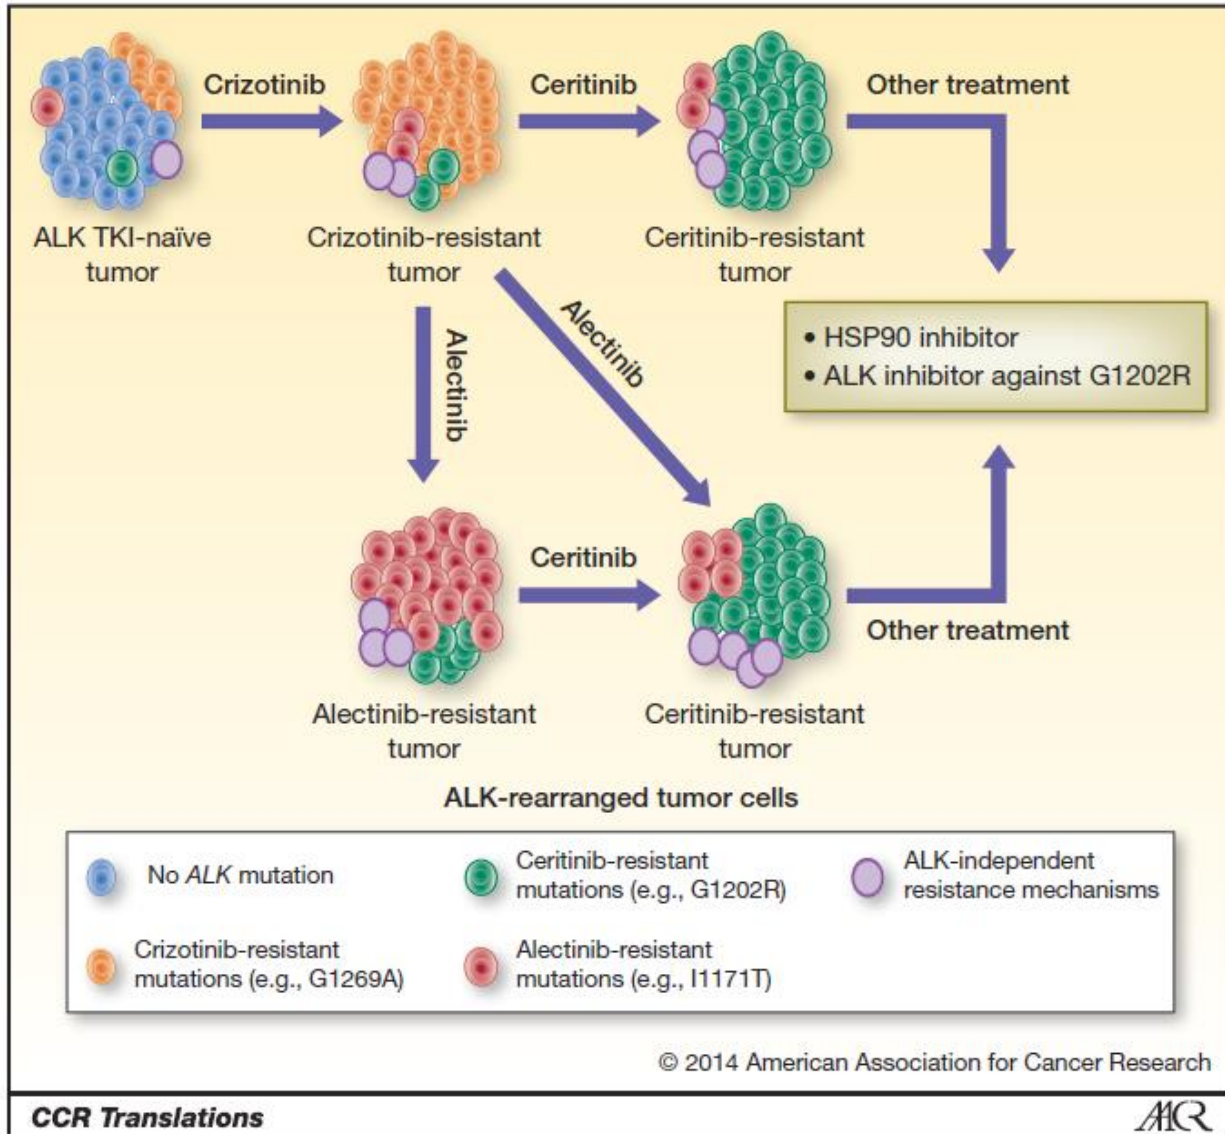 Crizotinib
Ceritinib
Other treatment
ALK TKI-naïve
tumor
Crizotinib-resistant
tumor
Ceritinib-resistant
tumor
Alectinib
Alectinib
• HSP90 inhibitor
• ALK inhibitor against G1202R
Ceritinib
Other treatment
Alectinib-resistant
tumor
Ceritinib-resistant
tumor
ALK-rearranged tumor cells
No ALK mutation
Ceritinib-resistant
mutations (e.g., G1202R)
ALK-independent
resistance mechanisms
Crizotinib-resistant
mutations (e.g., G1269A)
Alectinib-resistant
mutations (e.g., I1171T)
© 2014 American Association for Cancer Research
CCR Translations
AACR